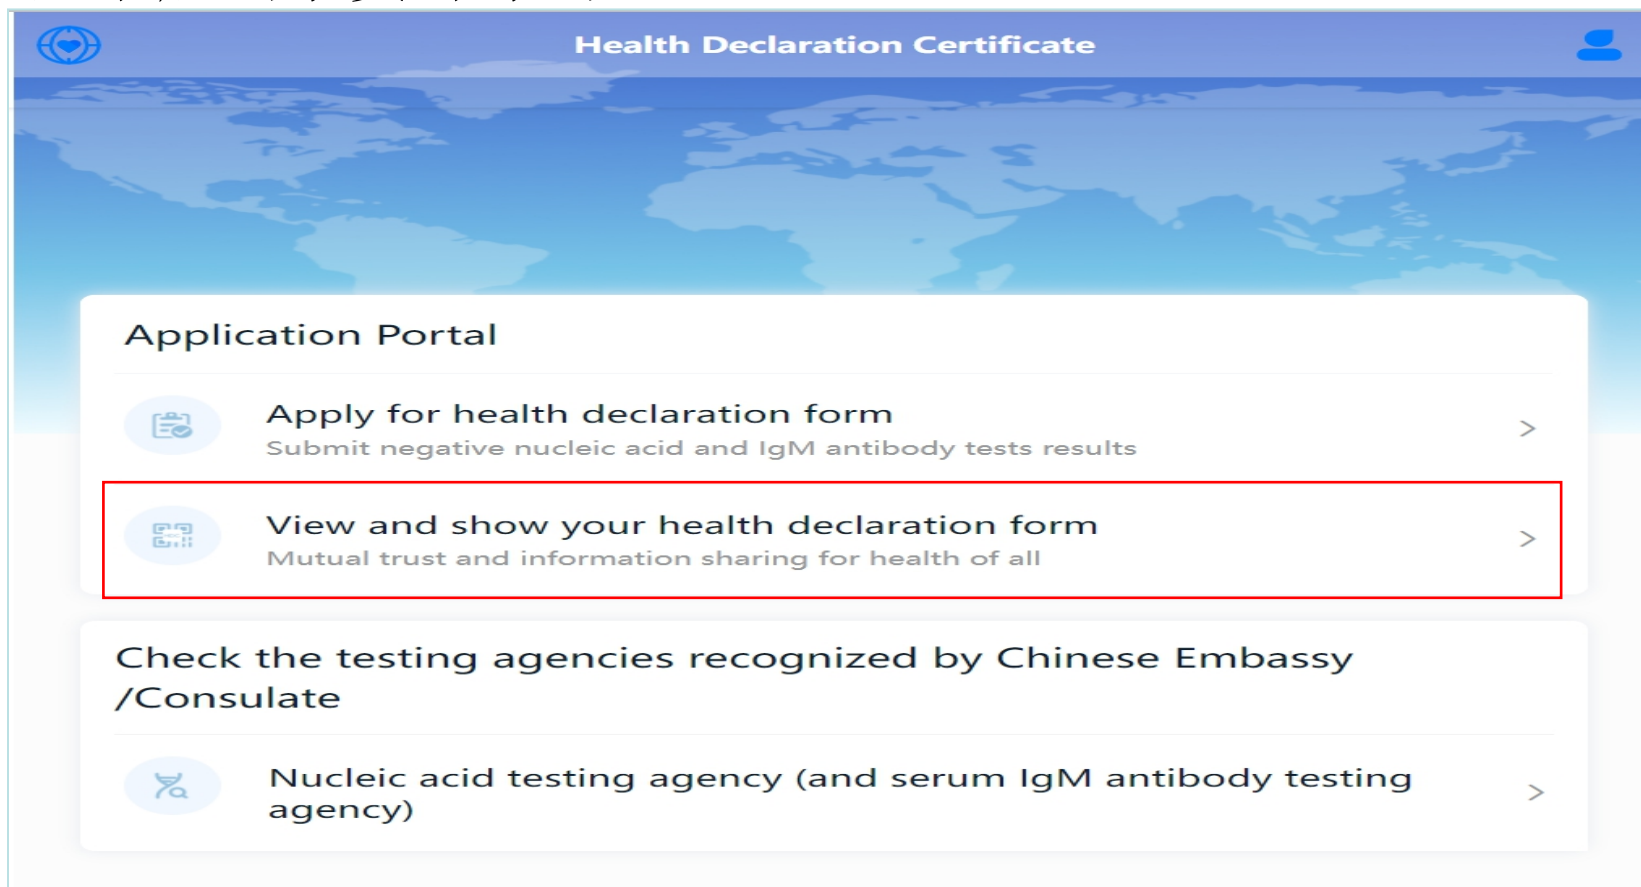 Health Declaration Certificate
Application Portal
Apply for health declaration form
Submit negative nucleic acid and IgM antibody tests results
>
View and show your health declaration form
Mutual trust and information sharing for health of all
>
Check the testing agencies recognized by Chinese Embassy
/Consulate
Nucleic acid testing agency (and serum IgM antibody testing
agency)
>